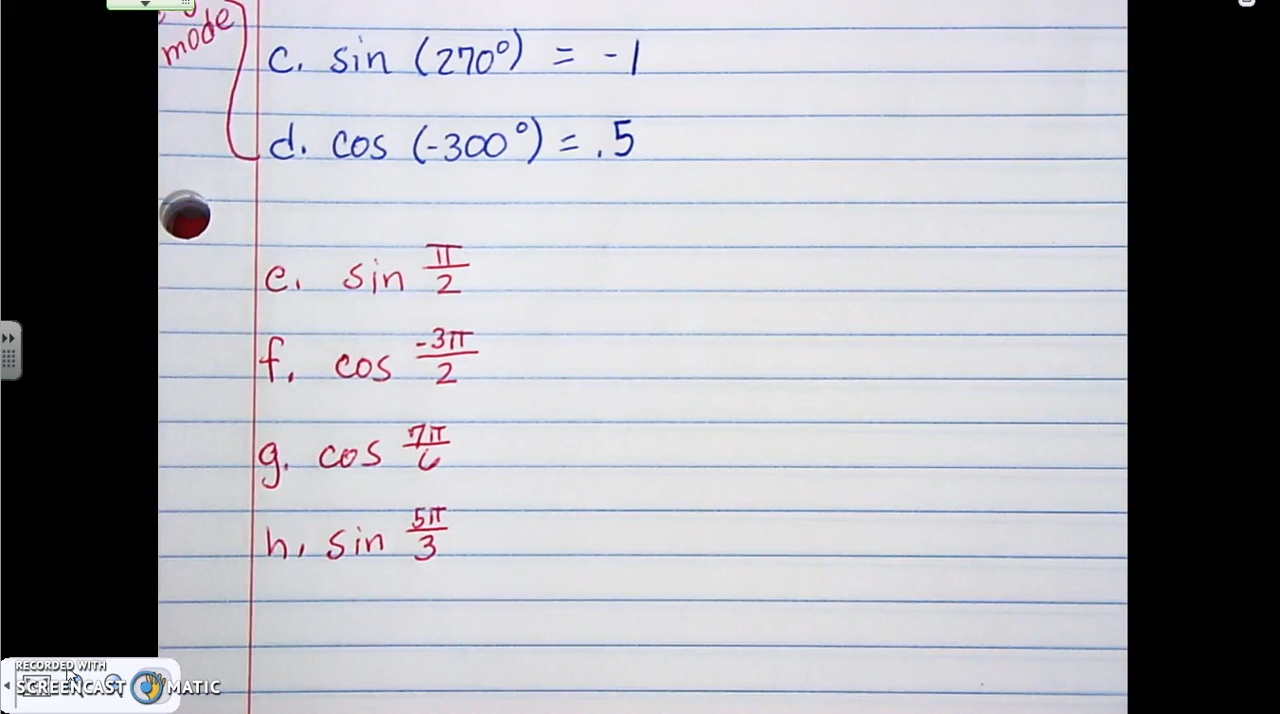 mode
c. sin (270°) = -1
d. cos (-300°) = .5
e. sin π/2
f. cos -3π/2
g. cos 7π/6
h. sin 5π/3
RECORDED WITH
SCREENCAST MATIC